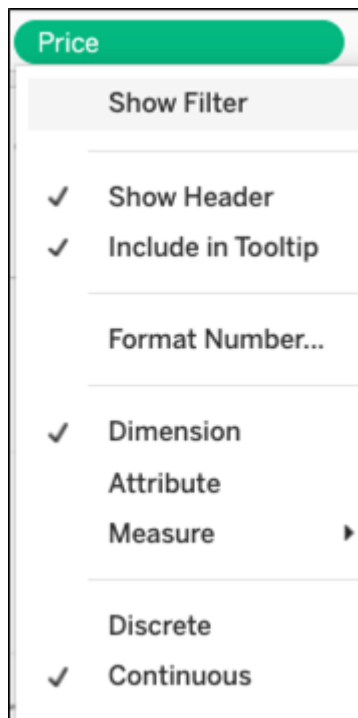 Price
Show Filter
Show Header
Include in Tooltip
Format Number...
Dimension
Attribute
Measure
Discrete
Continuous